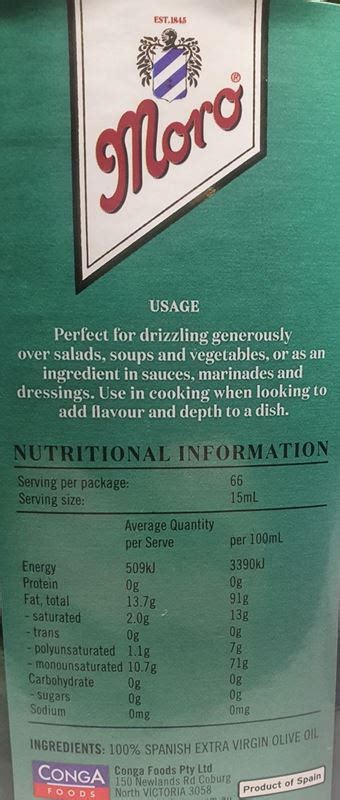 EST. 1845
Moro®
USAGE
Perfect for drizzling generously
over salads, soups and vegetables, or as an
ingredient in sauces, marinades and
dressings. Use in cooking when looking to
add flavour and depth to a dish.
NUTRITIONAL INFORMATION
Serving per package: 66
Serving size: 15mL
Average Quantity
per Serve per 100mL
Energy 509kJ 3390kJ
Protein 0g 0g
Fat, total 13.7g 91g
- saturated 2.0g 13g
- trans 0g 0g
- polyunsaturated 1.1g 7g
- monounsaturated 10.7g 71g
Carbohydrate 0g 0g
- sugars 0g 0g
Sodium 0mg 0mg
INGREDIENTS: 100% SPANISH EXTRA VIRGIN OLIVE OIL
CONGA
FOODS
Conga Foods Pty Ltd
150 Newlands Rd Coburg
North VICTORIA 3058
Product of Spain